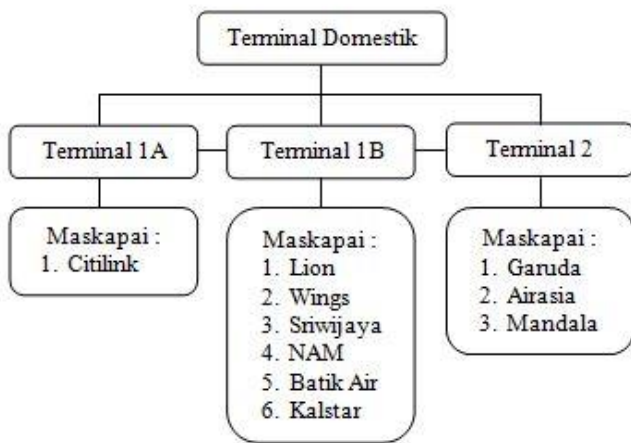 Terminal Domestik
Terminal 1A
Terminal 1B
Terminal 2
Maskapai :
1. Citilink
Maskapai :
1. Lion
2. Wings
3. Sriwijaya
4. NAM
5. Batik Air
6. Kalstar
Maskapai :
1. Garuda
2. Airasia
3. Mandala